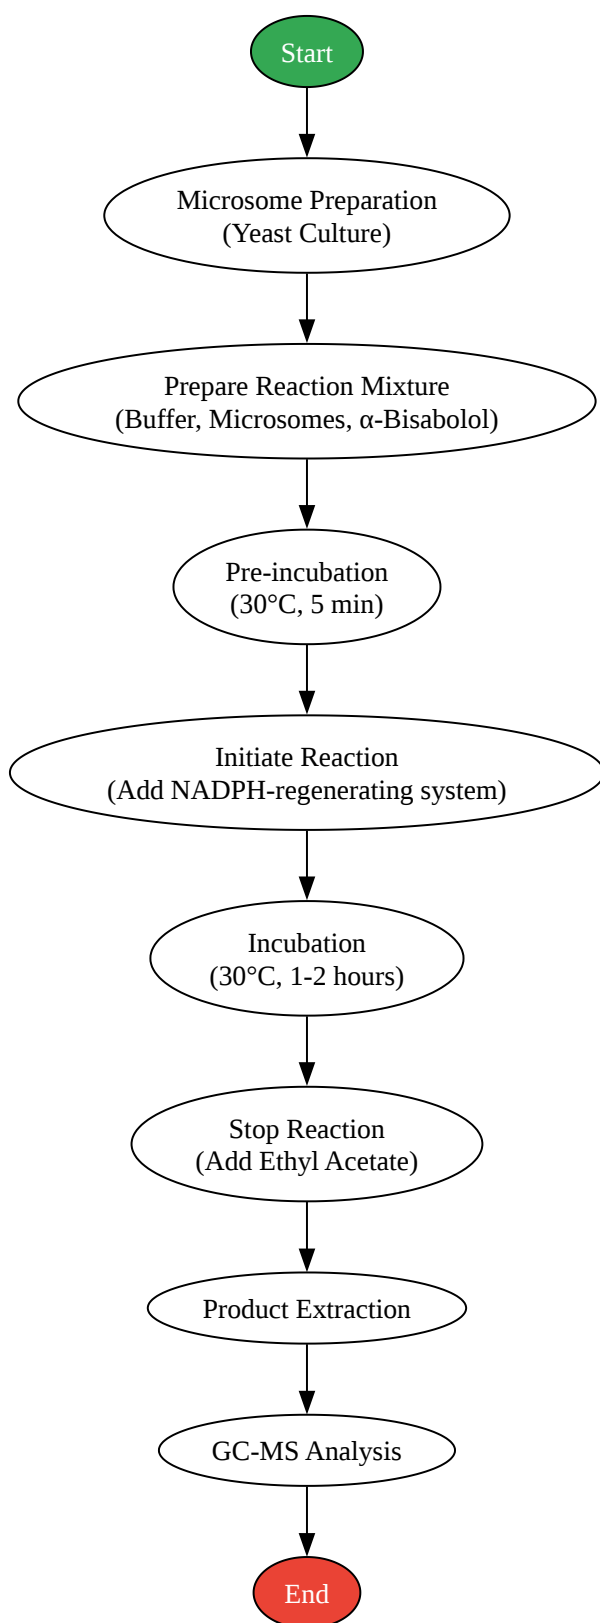 Start
Microsome Preparation
(Yeast Culture)
Prepare Reaction Mixture
(Buffer, Microsomes, α-Bisabolol)
Pre-incubation
(30°C, 5 min)
Initiate Reaction
(Add NADPH-regenerating system)
Incubation
(30°C, 1-2 hours)
Stop Reaction
(Add Ethyl Acetate)
Product Extraction
GC-MS Analysis
End